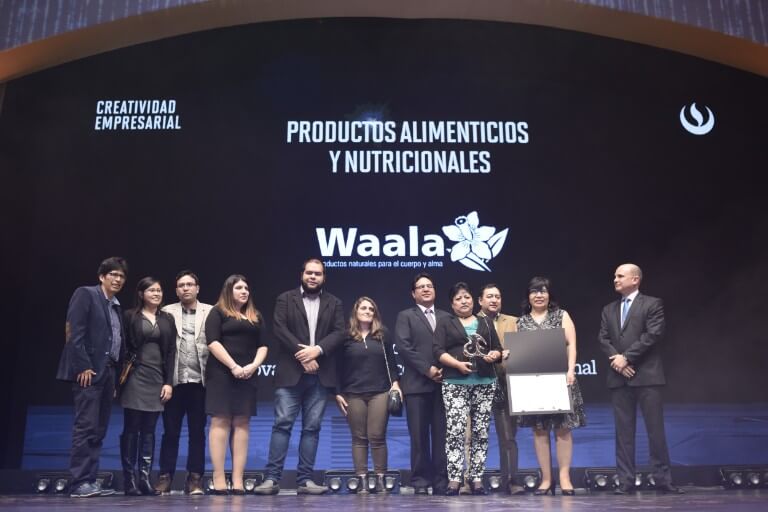 CREATIVIDAD
EMPRESARIAL
PRODUCTOS ALIMENTICIOS
Y NUTRICIONALES
Waala
productos naturales para el cuerpo y alma